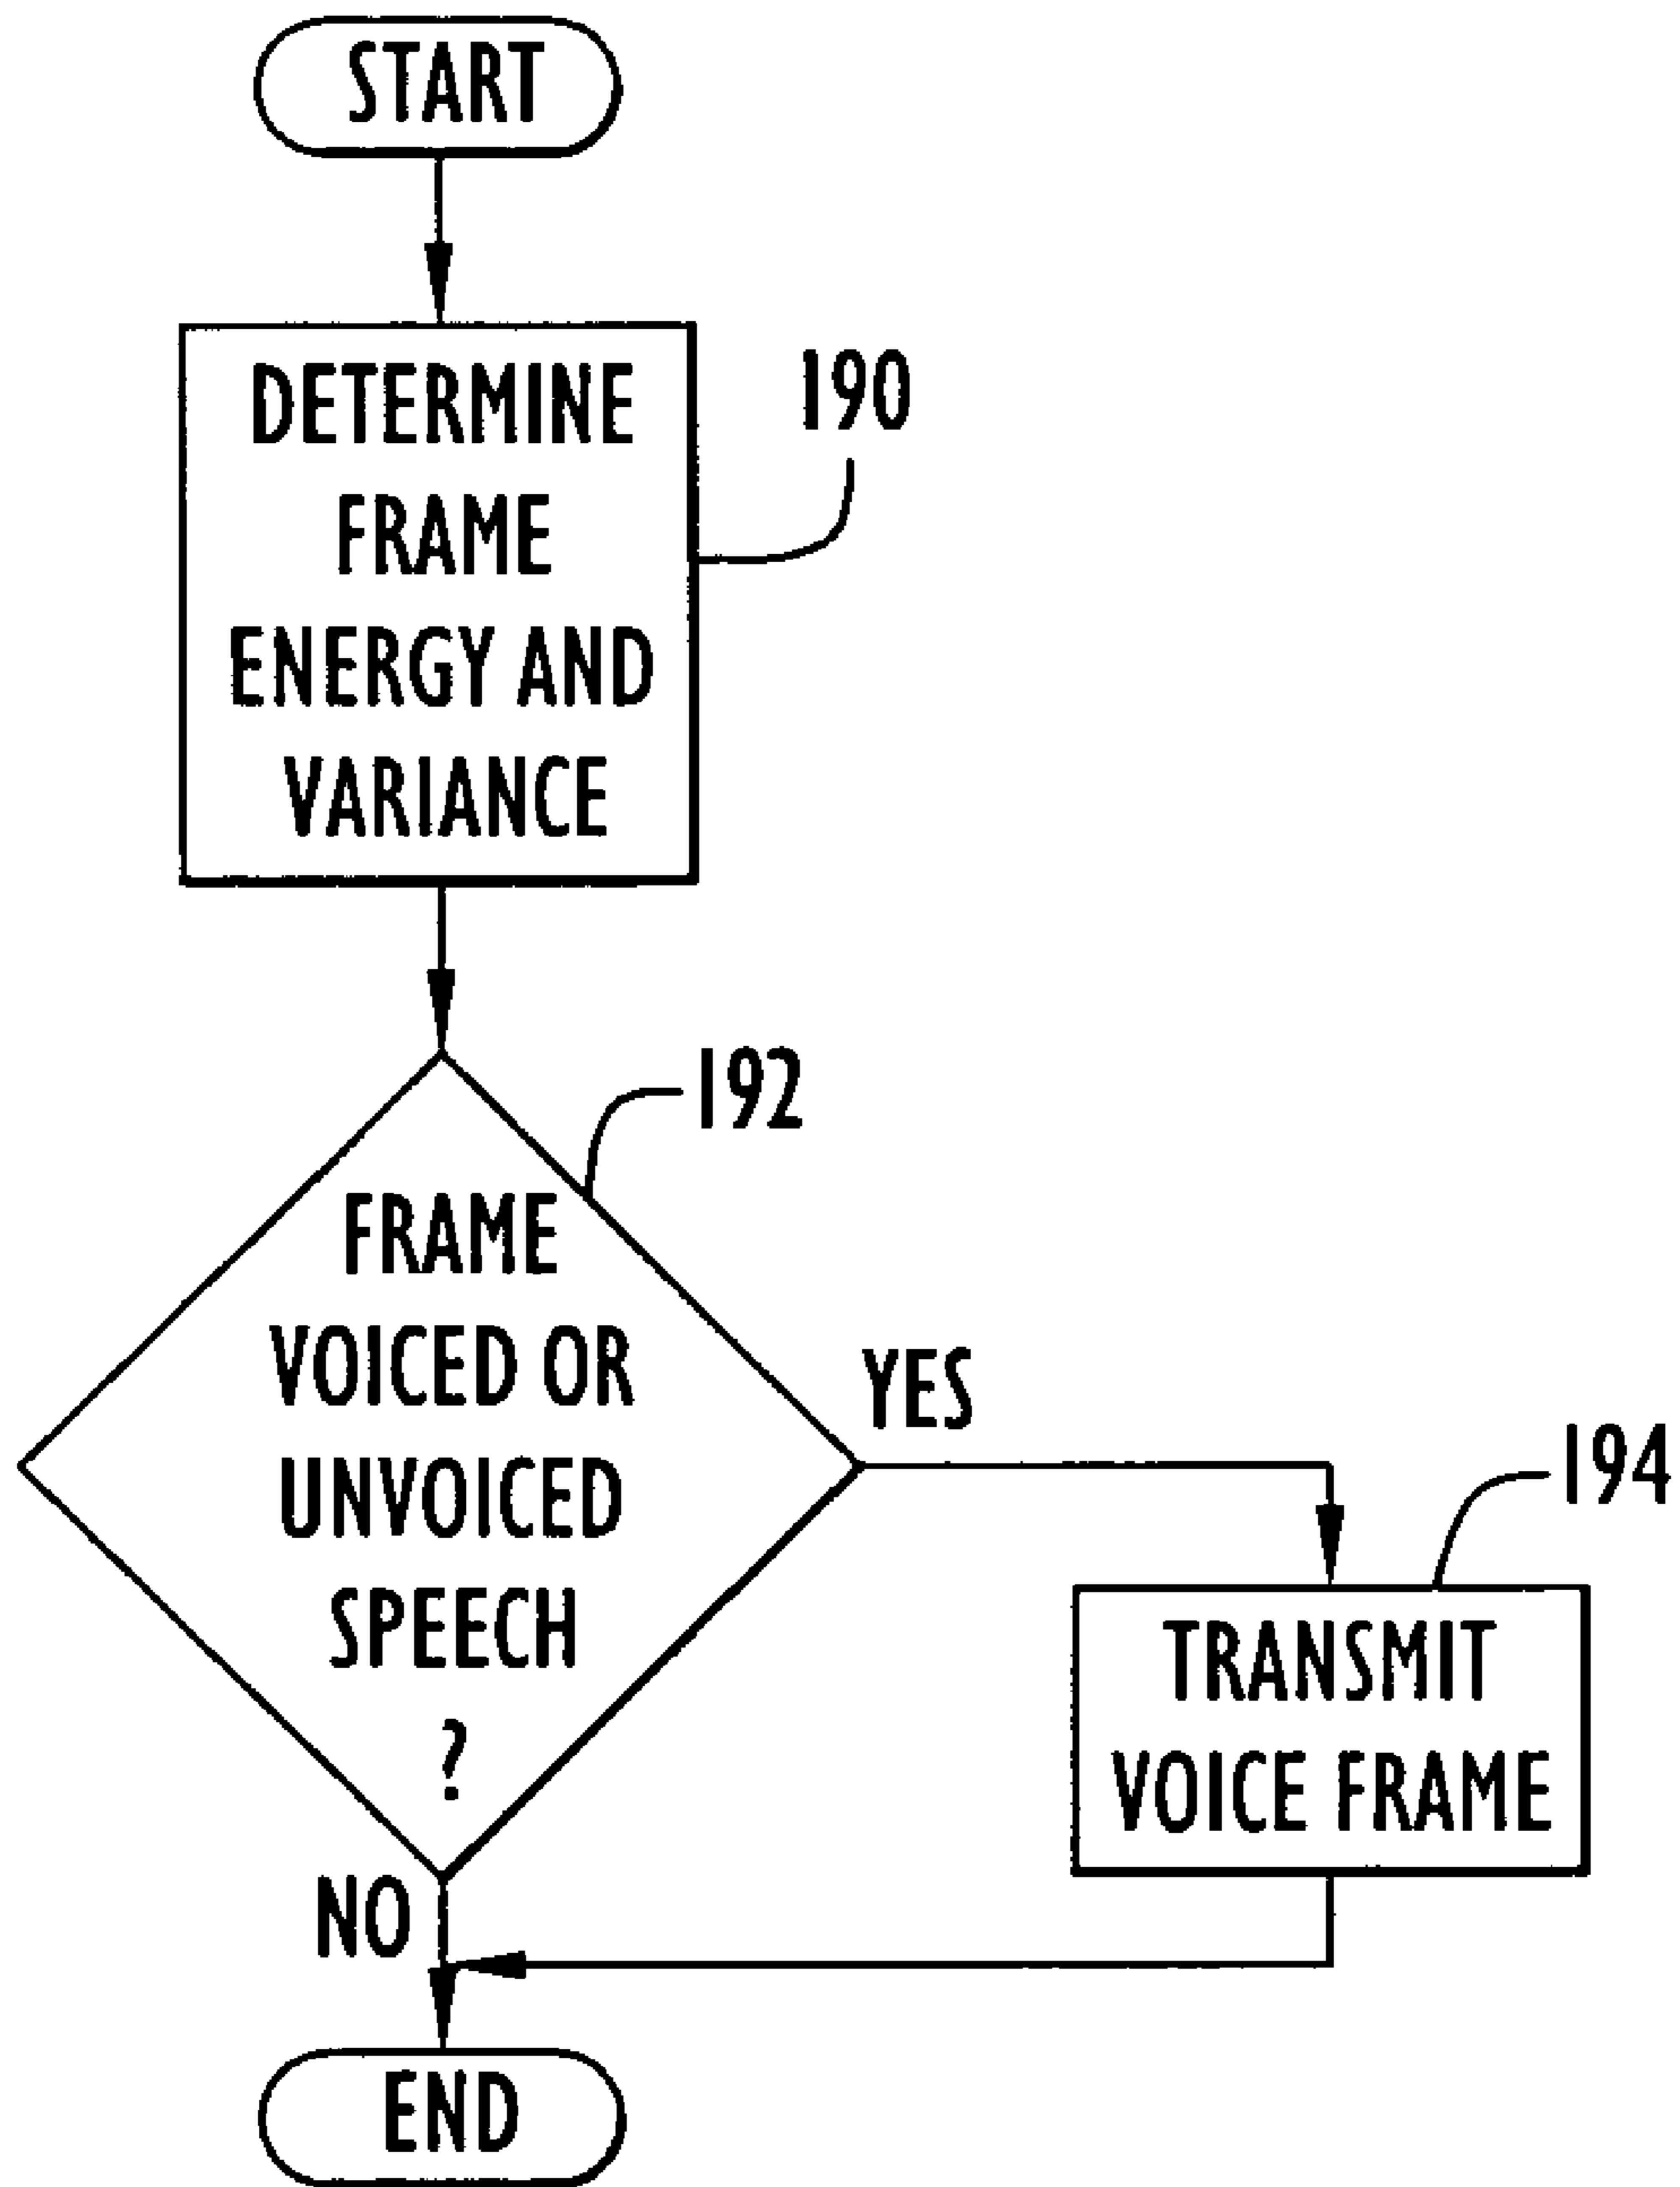 START
DETERMINE
FRAME
ENERGY AND
VARIANCE
190
192
FRAME
VOICED OR
UNVOICED
SPEECH
?
YES
194
TRANSMIT
VOICE FRAME
NO
END